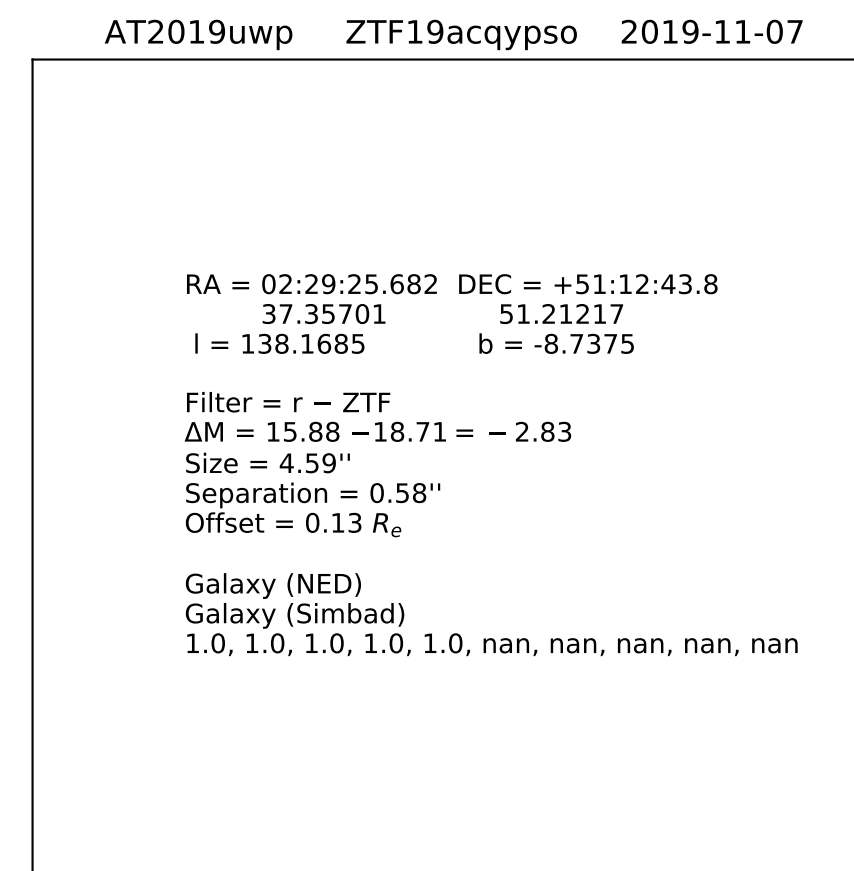 AT2019uwp ZTF19acqypso 2019-11-07
RA = 02:29:25.682 DEC = +51:12:43.8
37.35701 51.21217
l = 138.1685 b = -8.7375
Filter = r − ZTF
ΔM = 15.88 −18.71 = − 2.83
Size = 4.59''
Separation = 0.58''
Offset = 0.13 Re
Galaxy (NED)
Galaxy (Simbad)
1.0, 1.0, 1.0, 1.0, 1.0, nan, nan, nan, nan, nan